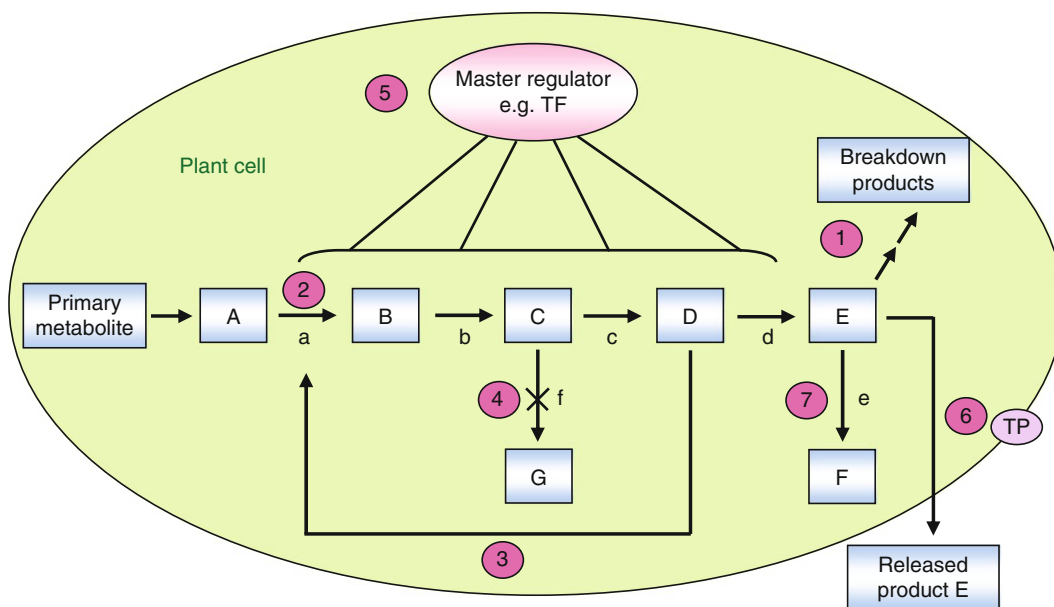 Master regulator
e.g. TF
5
Plant cell
Breakdown
products
1
2
Primary
metabolite
A
B
C
D
E
a
b
c
d
4
f
7
e
6
TP
G
F
3
Released
product E